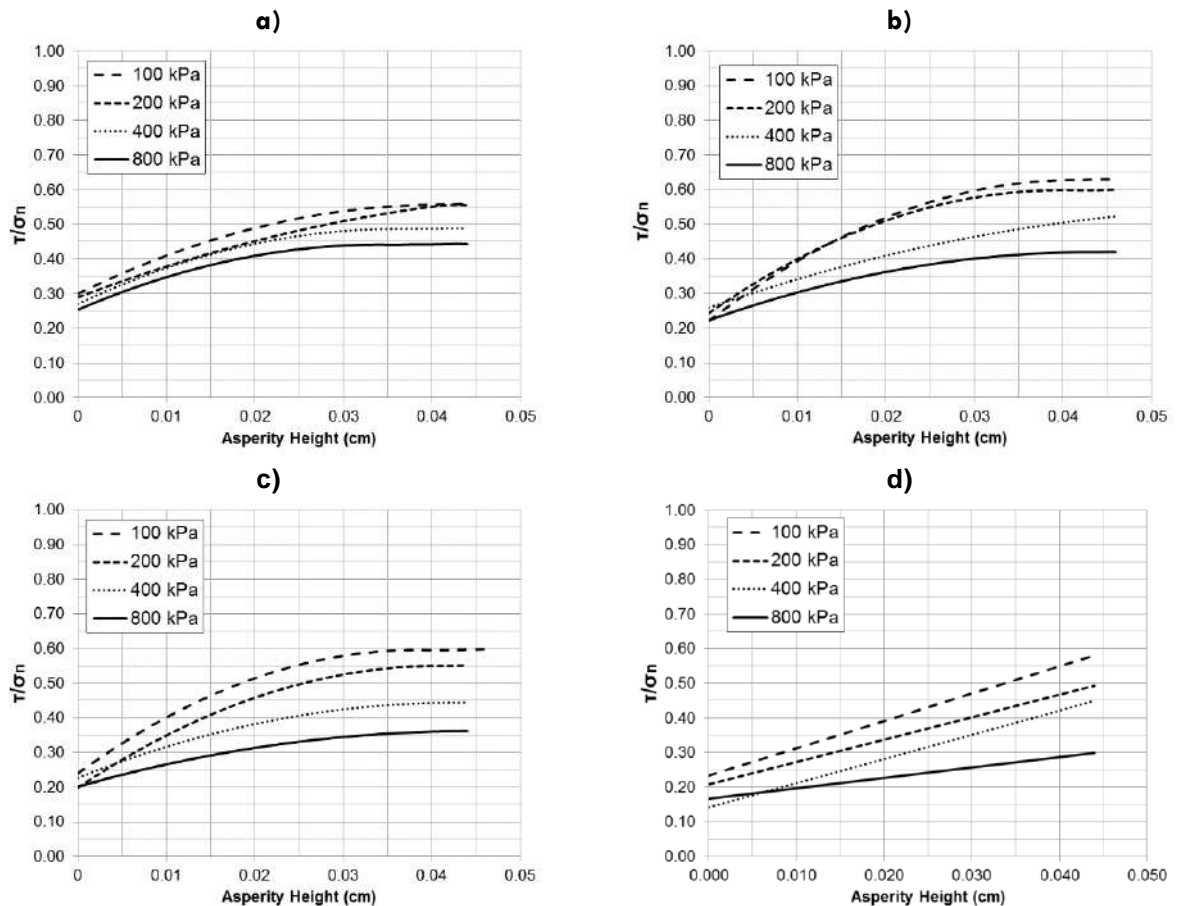 a)
1.00
0.90
0.80
0.70
0.60
0.50
0.40
0.30
0.20
0.10
0.00
τ/σn
100 kPa
200 kPa
400 kPa
800 kPa
0 0.01 0.02 0.03 0.04 0.05
Asperity Height (cm)
b)
1.00
0.90
0.80
0.70
0.60
0.50
0.40
0.30
0.20
0.10
0.00
τ/σn
100 kPa
200 kPa
400 kPa
800 kPa
0 0.01 0.02 0.03 0.04 0.05
Asperity Height (cm)
c)
1.00
0.90
0.80
0.70
0.60
0.50
0.40
0.30
0.20
0.10
0.00
τ/σn
100 kPa
200 kPa
400 kPa
800 kPa
0 0.01 0.02 0.03 0.04 0.05
Asperity Height (cm)
d)
1.00
0.90
0.80
0.70
0.60
0.50
0.40
0.30
0.20
0.10
0.00
τ/σn
100 kPa
200 kPa
400 kPa
800 kPa
0.000 0.010 0.020 0.030 0.040 0.050
Asperity Height (cm)